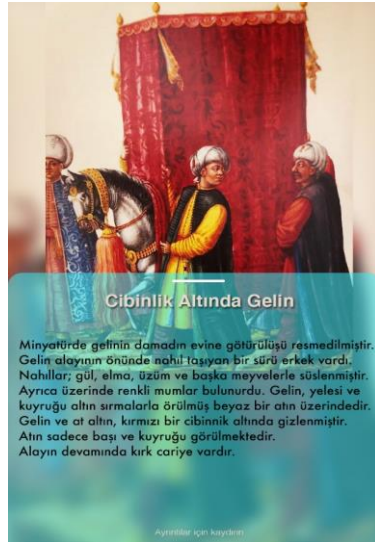 Cibinlik Altında Gelin
Minyatürde gelinin damadın evine götürülüşü resmedilmiştir.
Gelin alayının önünde nahıl taşıyan bir sürü erkek vardı.
Nahıllar; gül, elma, üzüm ve başka meyvelerle süslenmiştir.
Ayrıca üzerinde renkli mumlar bulunurdu. Gelin, yelesi ve
kuyruğu altın sırmalarla örülmüş beyaz bir atın üzerindedir.
Gelin ve at altın, kırmızı bir cibinnik altında gizlenmiştir.
Atın sadece başı ve kuyruğu görülmektedir.
Alayın devamında kırk cariye vardır.
Ayrıntılar için kaydırın